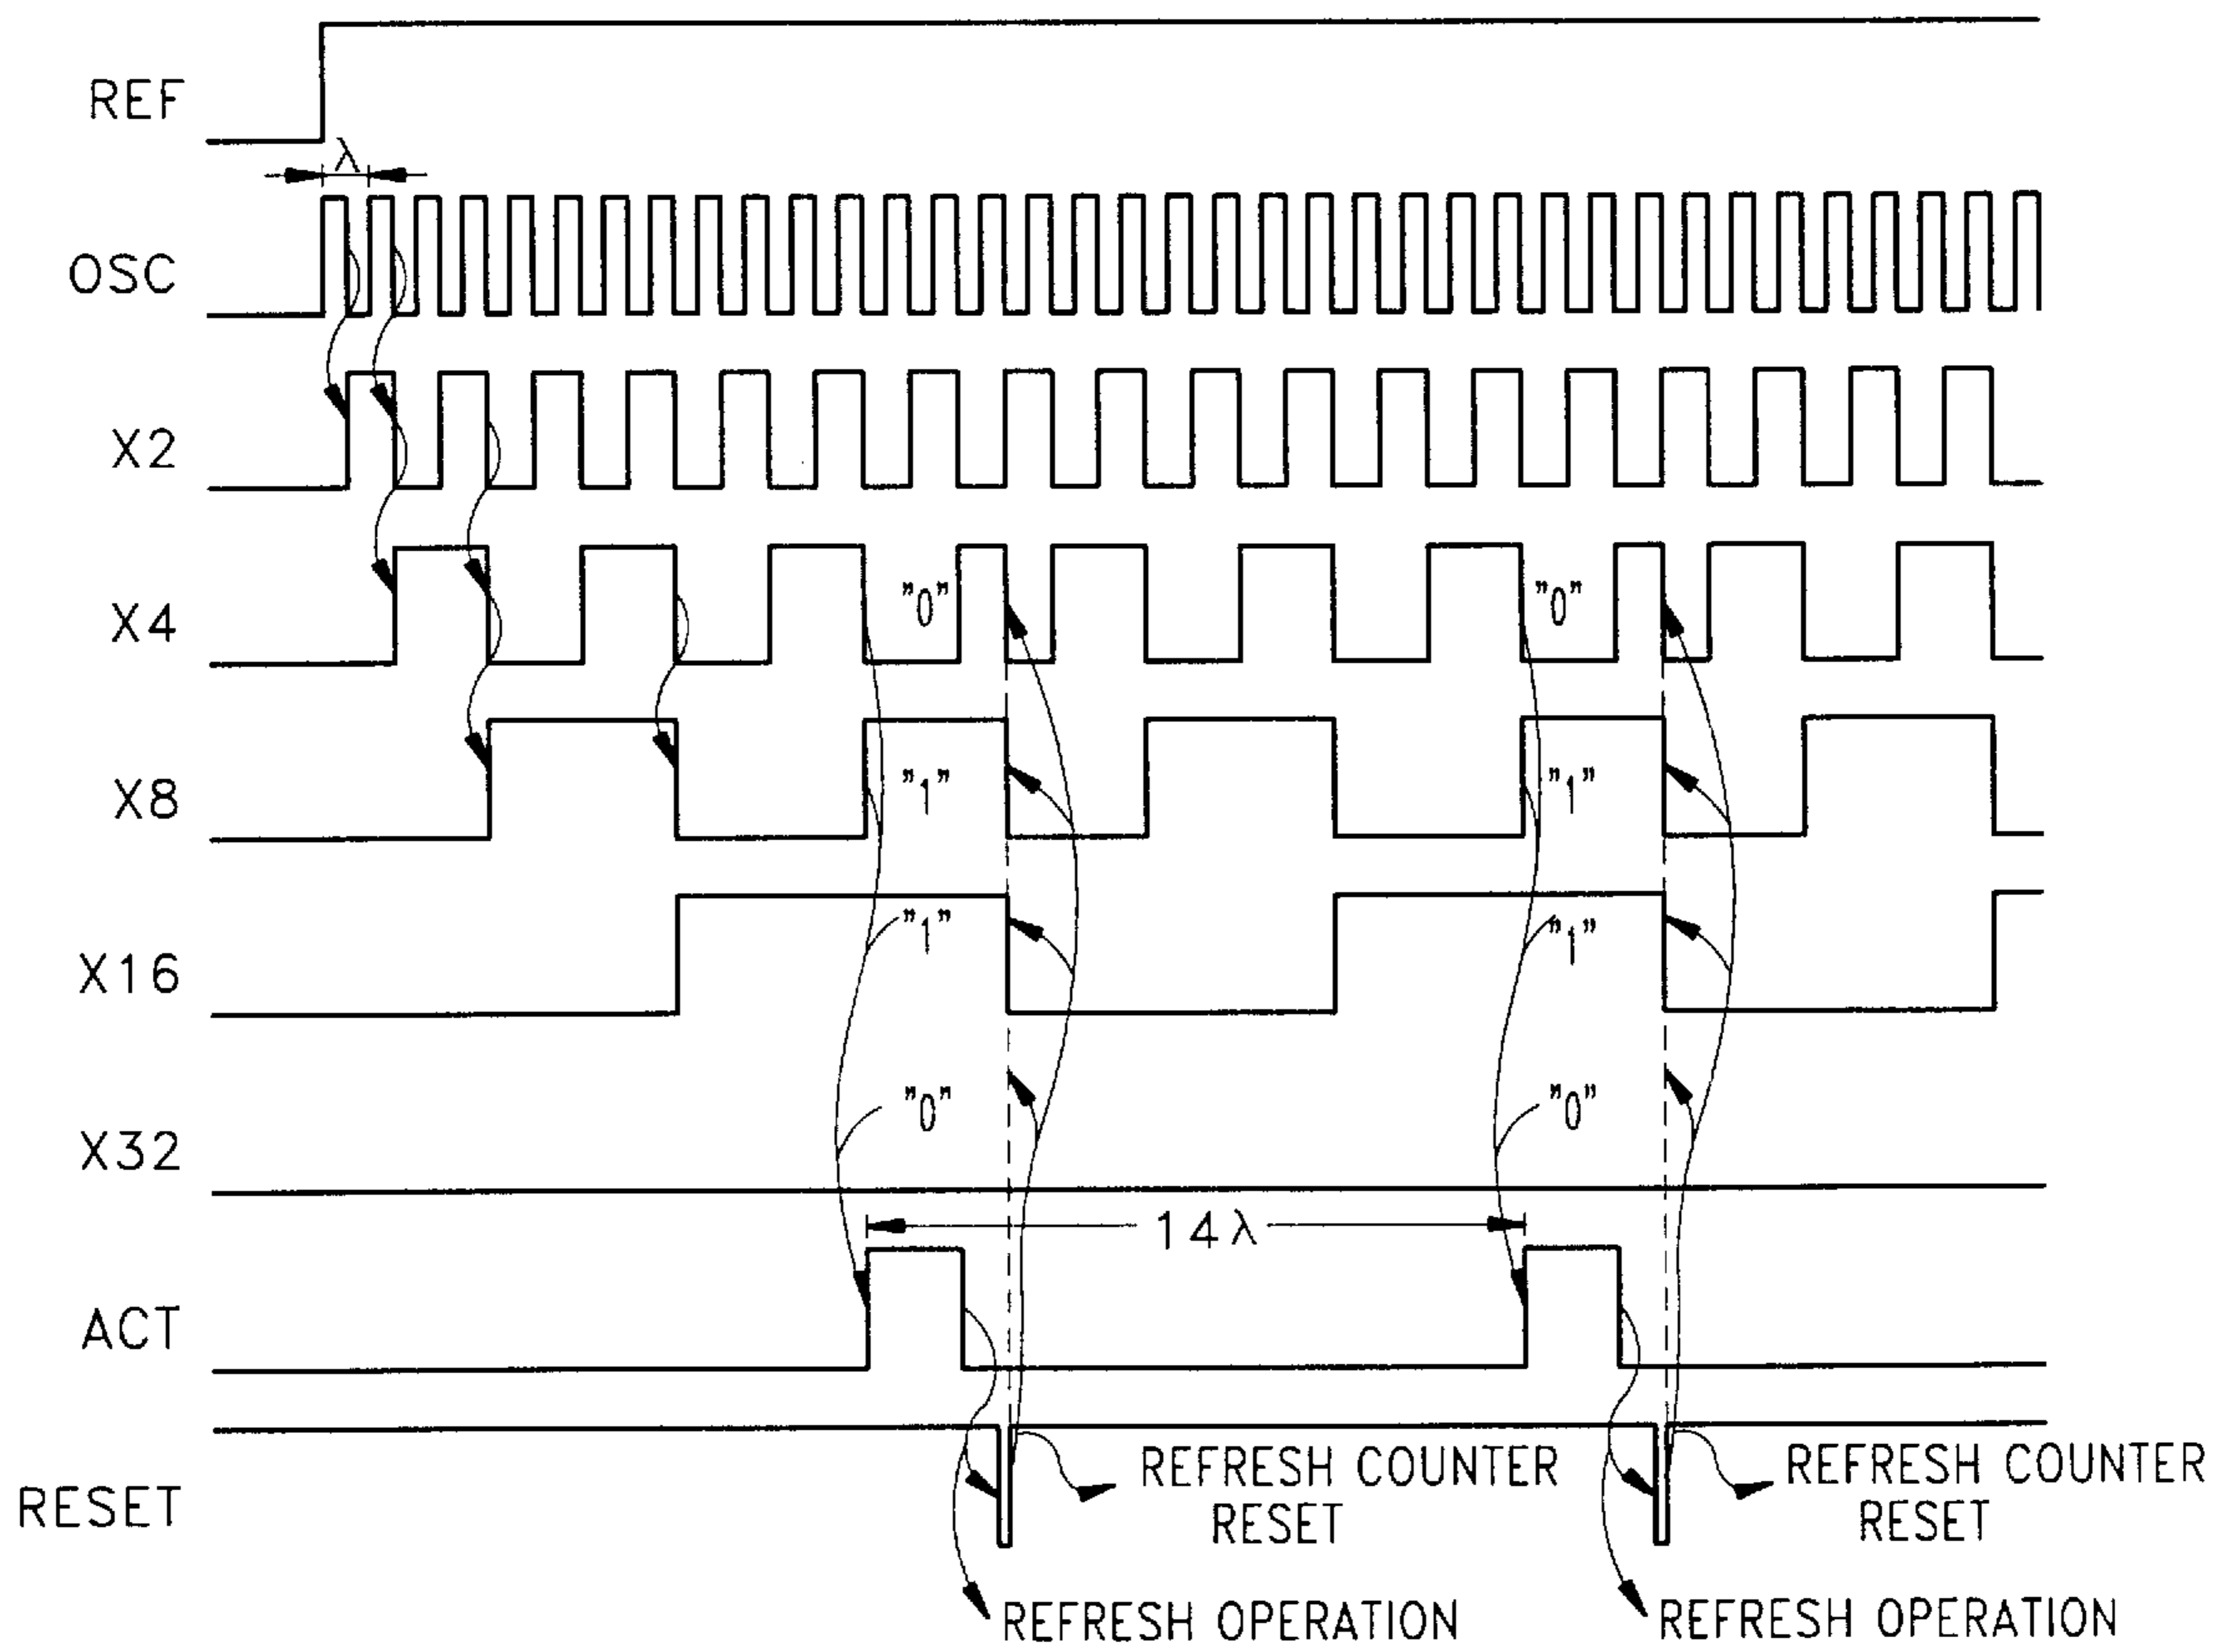 REF
λ
OSC
X2
X4
"0" "0"
X8
"1" "1"
X16
"1" "1"
X32
"0" "0"
14λ
ACT
RESET
REFRESH COUNTER
RESET
REFRESH COUNTER
RESET
REFRESH OPERATION
REFRESH OPERATION